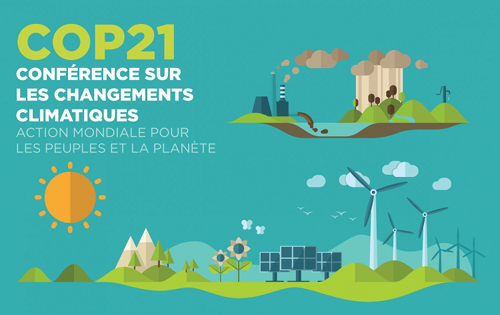 COP21
CONFÉRENCE SUR
LES CHANGEMENTS
CLIMATIQUES
ACTION MONDIALE POUR
LES PEUPLES ET LA PLANÈTE